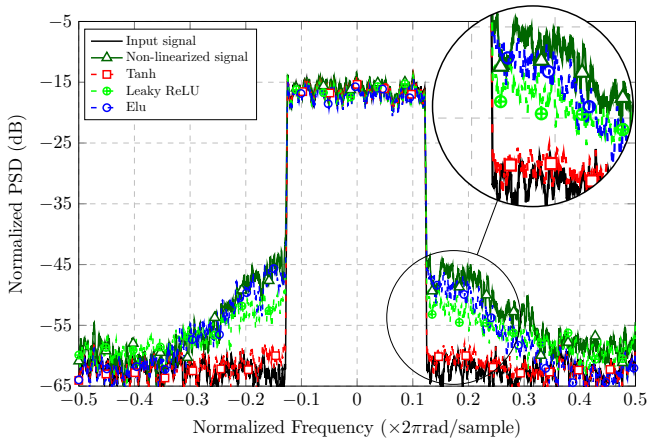 Normalized PSD (dB)
−5
−15
−25
−35
−45
−55
−65
Input signal
Non-linearized signal
Tanh
Leaky ReLU
Elu
−0.5
−0.4
−0.3
−0.2
−0.1
0
0.1
0.2
0.3
0.4
0.5
Normalized Frequency (×2πrad/sample)